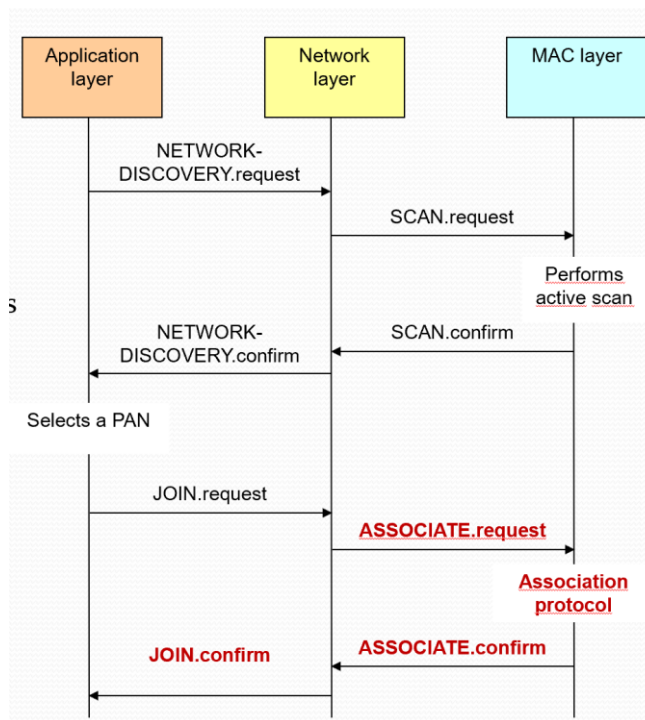 Application
layer
Network
layer
MAC layer
NETWORK-
DISCOVERY.request
SCAN.request
Performs
active scan
s
NETWORK-
DISCOVERY.confirm
SCAN.confirm
Selects a PAN
JOIN.request
ASSOCIATE.request
Association
protocol
JOIN.confirm
ASSOCIATE.confirm